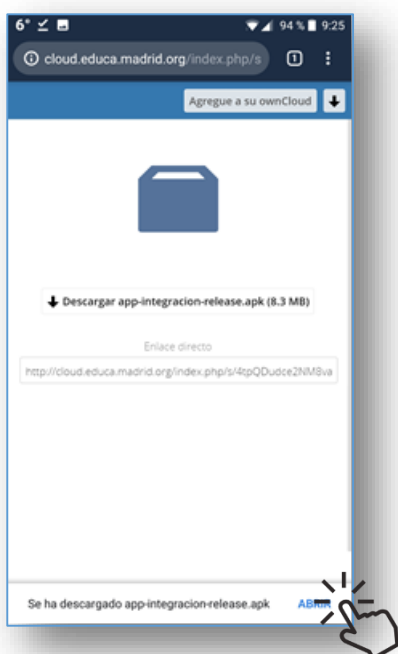 6° 94 % 9:25
cloud.educa.madrid.org/index.php/s 1
Agregue a su ownCloud
Descargar app-integracion-release.apk (8.3 MB)
Enlace directo
http://cloud.educa.madrid.org/index.php/s/4tpQDudce2NM8va
Se ha descargado app-integracion-release.apk ABRIR